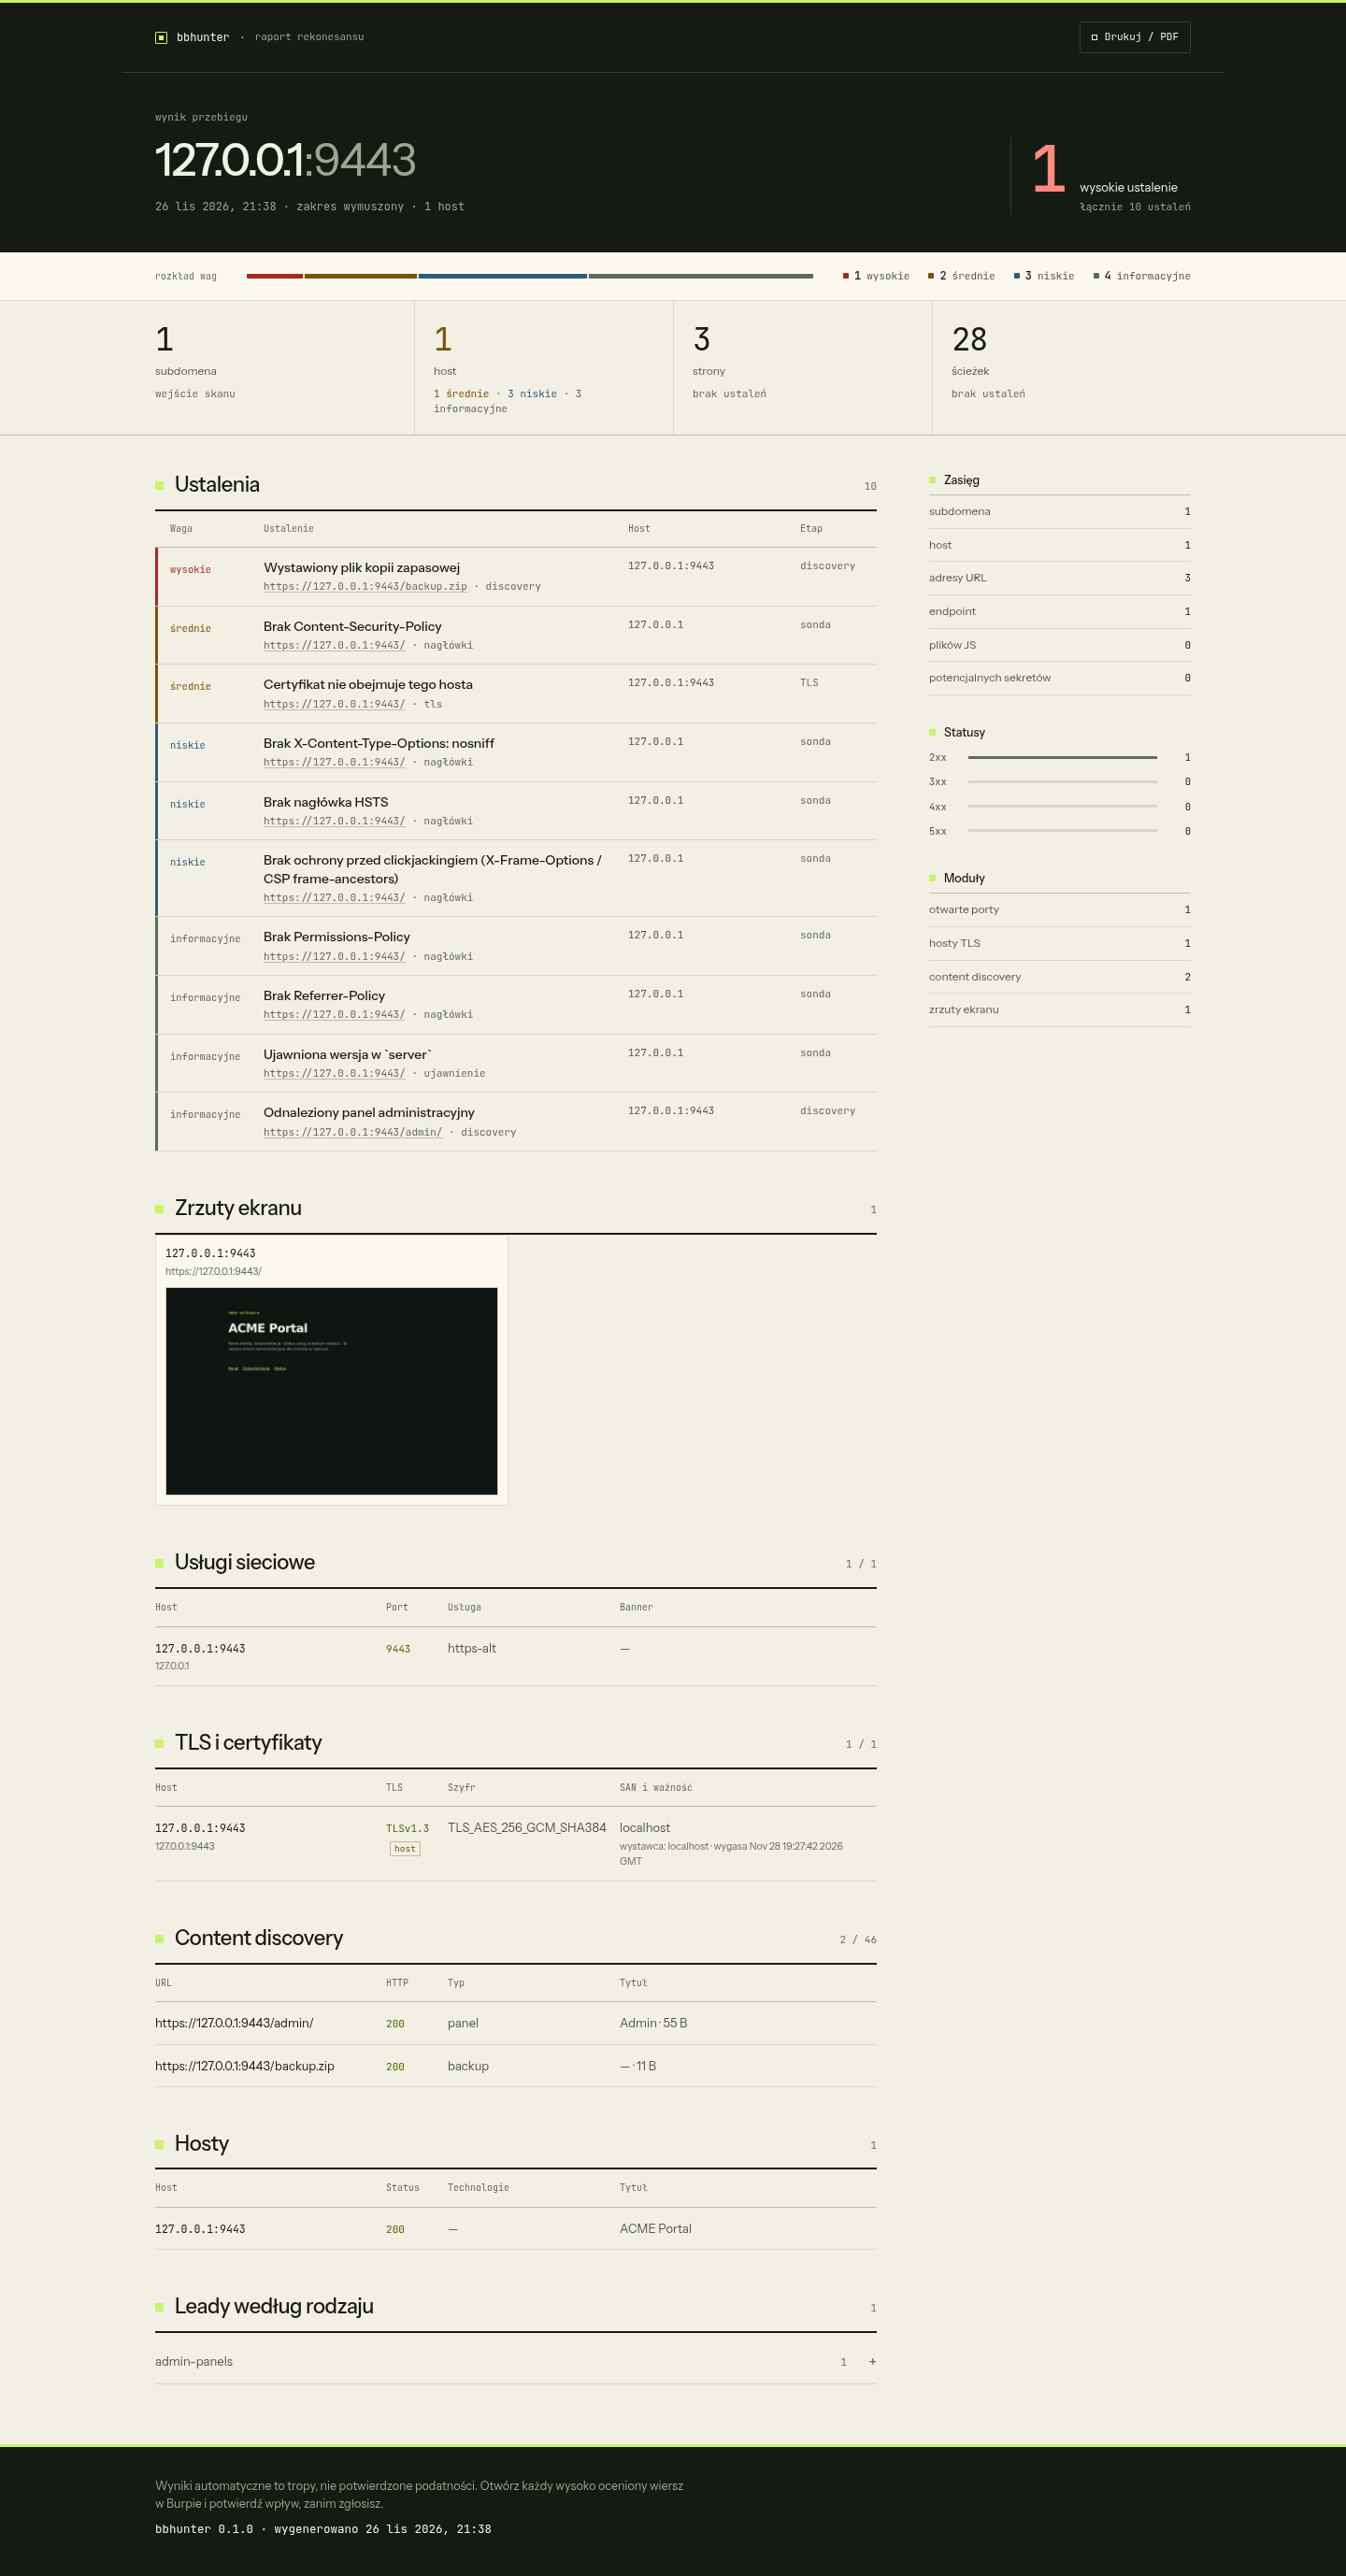 bbhunter · raport rekonesansu
Drukuj / PDF
wynik przebiegu
127.0.0.1:9443
26 lis 2026, 21:38 · zakres wymuszony · 1 host
1
wysokie ustalenie
łącznie 10 ustaleń
rozkład wag
1 wysokie
2 średnie
3 niskie
4 informacyjne
1
subdomena
wejście skanu
1
host
1 średnie · 3 niskie · 3
informacyjne
3
strony
brak ustaleń
28
ścieżek
brak ustaleń
Ustalenia
10
Waga Ustalenie Host Etap
wysokie Wystawiony plik kopii zapasowej 127.0.0.1:9443 discovery
https://127.0.0.1:9443/backup.zip · discovery
średnie Brak Content-Security-Policy 127.0.0.1 sonda
https://127.0.0.1:9443/ · nagłówki
średnie Certyfikat nie obejmuje tego hosta 127.0.0.1:9443 TLS
https://127.0.0.1:9443/ · tls
niskie Brak X-Content-Type-Options: nosniff 127.0.0.1 sonda
https://127.0.0.1:9443/ · nagłówki
niskie Brak nagłówka HSTS 127.0.0.1 sonda
https://127.0.0.1:9443/ · nagłówki
niskie Brak ochrony przed clickjackingiem (X-Frame-Options / 127.0.0.1 sonda
CSP frame-ancestors)
https://127.0.0.1:9443/ · nagłówki
informacyjne Brak Permissions-Policy 127.0.0.1 sonda
https://127.0.0.1:9443/ · nagłówki
informacyjne Brak Referrer-Policy 127.0.0.1 sonda
https://127.0.0.1:9443/ · nagłówki
informacyjne Ujawniona wersja w `server` 127.0.0.1 sonda
https://127.0.0.1:9443/ · ujawnienie
informacyjne Odnaleziony panel administracyjny 127.0.0.1:9443 discovery
https://127.0.0.1:9443/admin/ · discovery
Zasięg
subdomena 1
host 1
adresy URL 3
endpoint 1
plików JS 0
potencjalnych sekretów 0
Statusy
2xx 1
3xx 0
4xx 0
5xx 0
Moduły
otwarte porty 1
hosty TLS 1
content discovery 2
zrzuty ekranu 1
Zrzuty ekranu
1
127.0.0.1:9443
https://127.0.0.1:9443/
ACME Portal
Usługi sieciowe
1 / 1
Host Port Usługa Banner
127.0.0.1:9443 9443 https-alt —
127.0.0.1
TLS i certyfikaty
1 / 1
Host TLS Szyfr SAN i ważność
127.0.0.1:9443 TLSv1.3 TLS_AES_256_GCM_SHA384 localhost
127.0.0.1:9443 host wystawca: localhost · wygasa Nov 28 19:27:42 2026
GMT
Content discovery
2 / 46
URL HTTP Typ Tytuł
https://127.0.0.1:9443/admin/ 200 panel Admin · 55 B
https://127.0.0.1:9443/backup.zip 200 backup — · 11 B
Hosty
1
Host Status Technologie Tytuł
127.0.0.1:9443 200 — ACME Portal
Leady według rodzaju
1
admin-panels 1 +
Wyniki automatyczne to tropy, nie potwierdzone podatności. Otwórz każdy wysoko oceniony wiersz
w Burpie i potwierdź wpływ, zanim zgłosisz.
bbhunter 0.1.0 · wygenerowano 26 lis 2026, 21:38